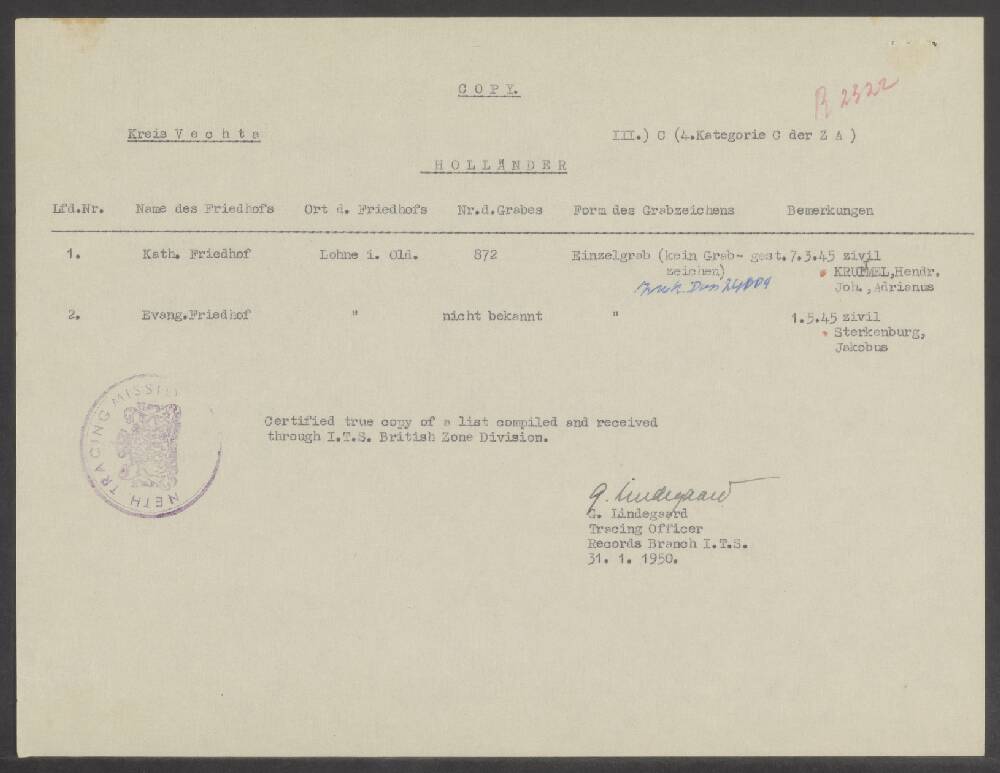 COPY.
R 2322
Kreis Vechta
III.) C (4.Kategorie C der Z A )
HOLLÄNDER
Lfd.Nr. Name des Friedhofs Ort d. Friedhofs Nr.d.Grabes Form des Grabzeichens Bemerkungen
1. Kath. Friedhof Lohne i. Old. 872 Einzelgrab (kein Grab- gest.7.3.45 zivil
zeichen) KRUEMEL,Hendr.
24009 Joh.,Adrianus
2. Evang.Friedhof " nicht bekannt " 1.5.45 zivil
Sterkenburg,
Jakobus
NETH TRACING MISSION
Certified true copy of a list compiled and received
through I.T.S. British Zone Division.
G. Lindegaard
G. Lindegaard
Tracing Officer
Records Branch I.T.S.
31. 1. 1950.